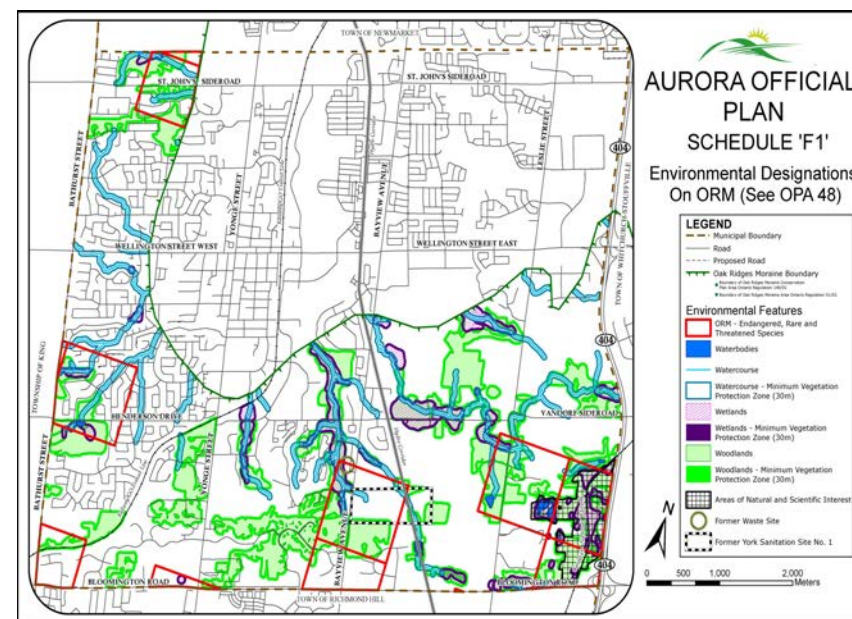 TOWN OF NEWMARKET
ST. JOHN'S SIDEROAD
ST. JOHN'S SIDEROAD
BATHURST STREET
YONGE STREET
BAYVIEW AVENUE
LESLIE STREET
404
WELLINGTON STREET WEST
WELLINGTON STREET EAST
TOWN OF WHITCHURCH-STOUFFVILLE
TOWNSHIP OF KING
404
HENDERSON DRIVE
VANDORF SIDEROAD
BATHURST STREET
YONGE STREET
BAYVIEW AVENUE
BLOOMINGTON ROAD
BLOOMINGTON ROAD
404
TOWN OF RICHMOND HILL
AURORA OFFICIAL
PLAN
SCHEDULE 'F1'
Environmental Designations
On ORM (See OPA 48)
LEGEND
Municipal Boundary
Road
Proposed Road
Oak Ridges Moraine Boundary
Environmental Features
ORM - Endangered, Rare and
Threatened Species
Waterbodies
Watercourse
Watercourse - Minimum Vegetation
Protection Zone (30m)
Wetlands
Wetlands - Minimum Vegetation
Protection Zone (30m)
Woodlands
Woodlands - Minimum Vegetation
Protection Zone (30m)
Areas of Natural and Scientific Interest
Former Waste Site
Former York Sanitation Site No. 1
N
0 500 1,000 2,000
Meters